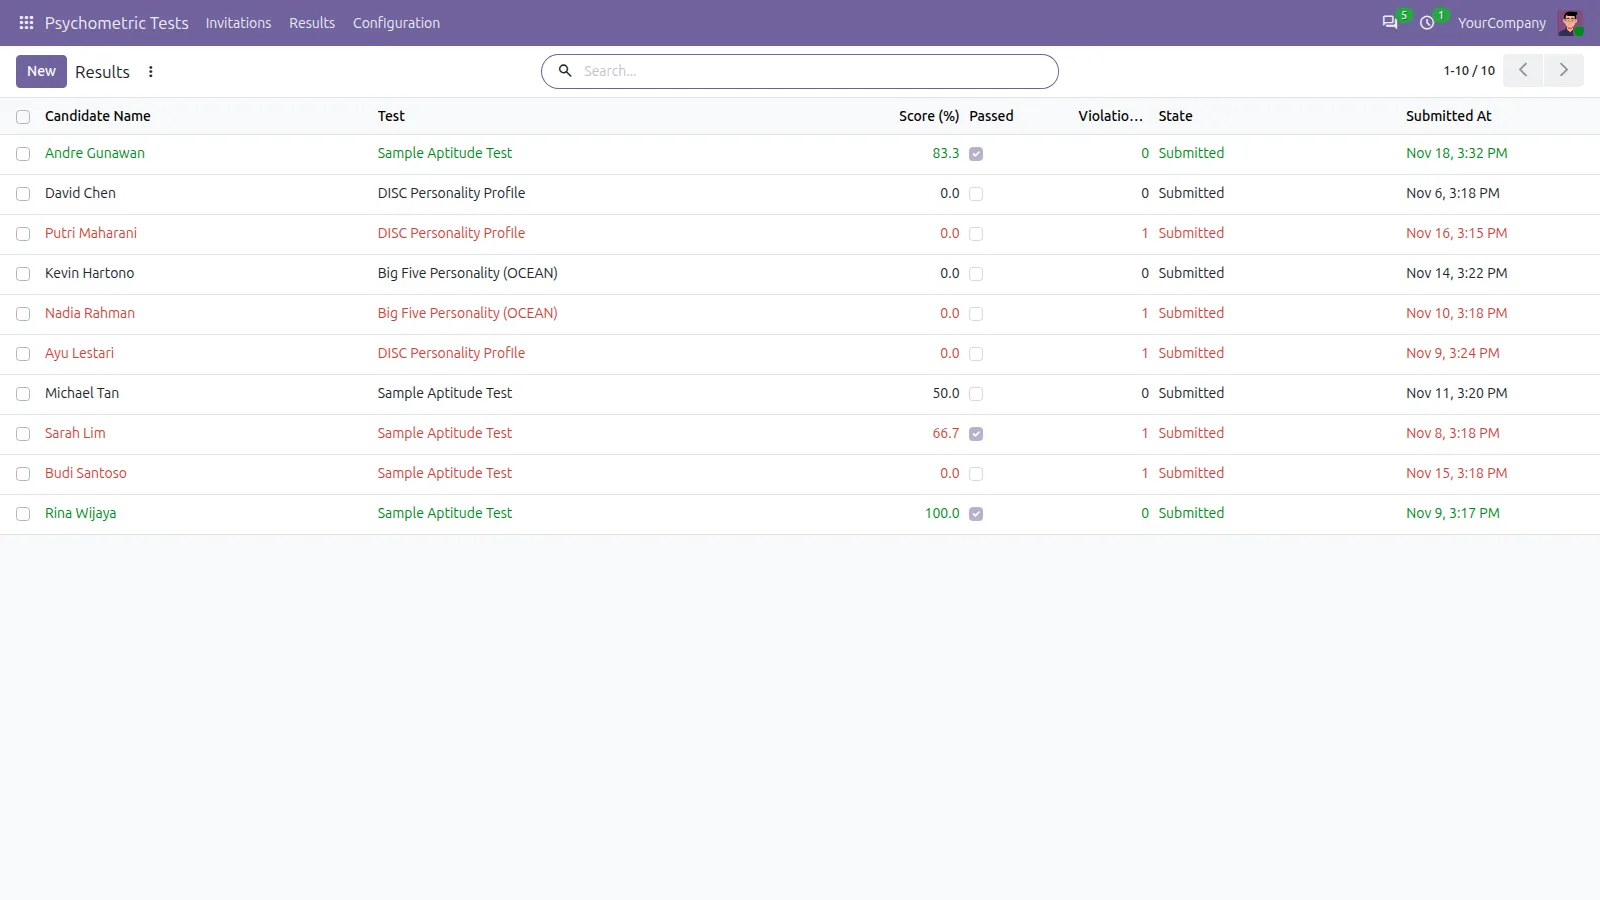 Psychometric Tests Invitations Results Configuration 5 1 YourCompany
New Results Search... 1-10 / 10
Candidate Name Test Score (%) Passed Violatio... State Submitted At
Andre Gunawan Sample Aptitude Test 83.3 0 Submitted Nov 18, 3:32 PM
David Chen DISC Personality Profile 0.0 0 Submitted Nov 6, 3:18 PM
Putri Maharani DISC Personality Profile 0.0 1 Submitted Nov 16, 3:15 PM
Kevin Hartono Big Five Personality (OCEAN) 0.0 0 Submitted Nov 14, 3:22 PM
Nadia Rahman Big Five Personality (OCEAN) 0.0 1 Submitted Nov 10, 3:18 PM
Ayu Lestari DISC Personality Profile 0.0 1 Submitted Nov 9, 3:24 PM
Michael Tan Sample Aptitude Test 50.0 0 Submitted Nov 11, 3:20 PM
Sarah Lim Sample Aptitude Test 66.7 1 Submitted Nov 8, 3:18 PM
Budi Santoso Sample Aptitude Test 0.0 1 Submitted Nov 15, 3:18 PM
Rina Wijaya Sample Aptitude Test 100.0 0 Submitted Nov 9, 3:17 PM